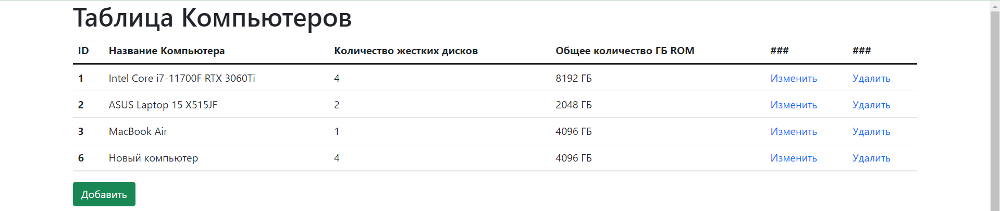 Таблица Компьютеров
ID Название Компьютера Количество жестких дисков Общее количество ГБ ROM ### ###
1 Intel Core i7-11700F RTX 3060Ti 4 8192 ГБ Изменить Удалить
2 ASUS Laptop 15 X515JF 2 2048 ГБ Изменить Удалить
3 MacBook Air 1 4096 ГБ Изменить Удалить
6 Новый компьютер 4 4096 ГБ Изменить Удалить
Добавить